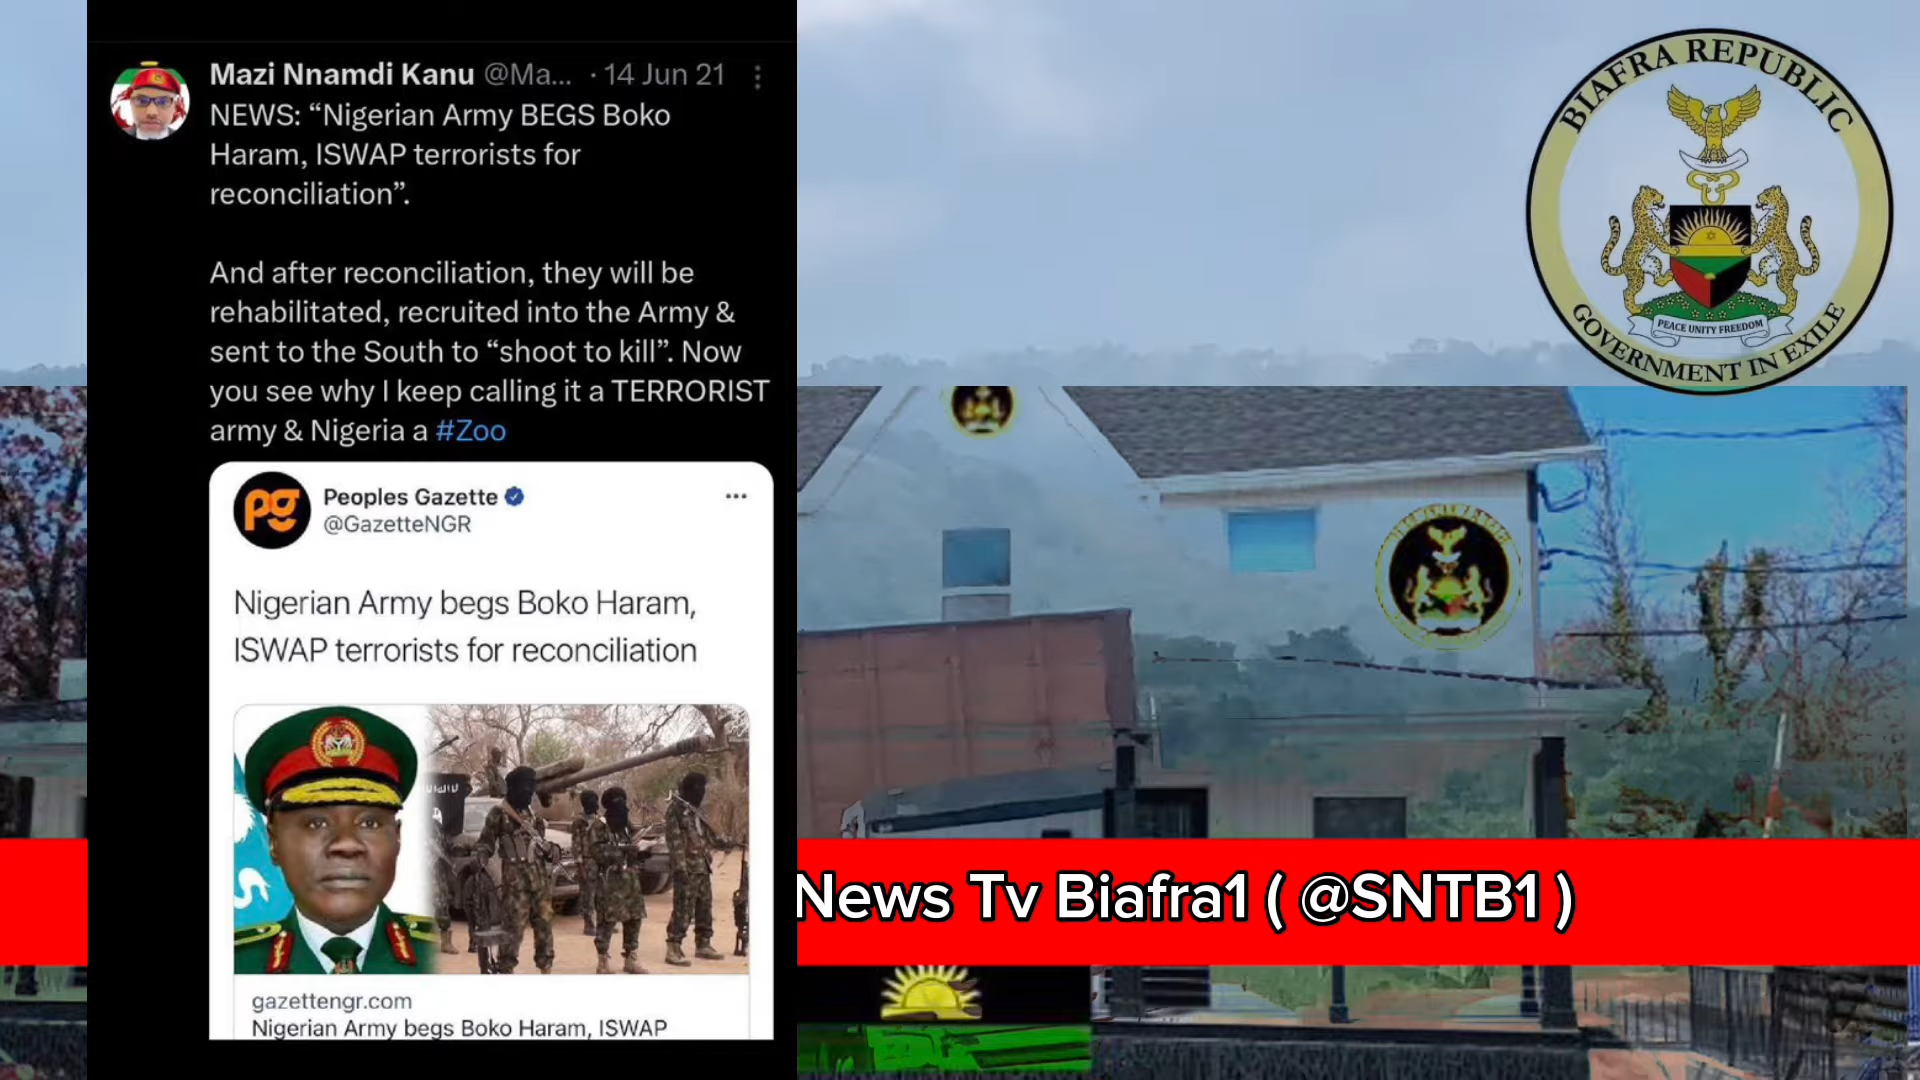 Mazi Nnamdi Kanu @Ma... · 14 Jun 21
NEWS: “Nigerian Army BEGS Boko
Haram, ISWAP terrorists for
reconciliation”.
And after reconciliation, they will be
rehabilitated, recruited into the Army &
sent to the South to “shoot to kill”. Now
you see why I keep calling it a TERRORIST
army & Nigeria a #Zoo
pg
Peoples Gazette
@GazetteNGR
Nigerian Army begs Boko Haram,
ISWAP terrorists for reconciliation
gazettengr.com
Nigerian Army begs Boko Haram, ISWAP
BIAFRA REPUBLIC
PEACE UNITY FREEDOM
GOVERNMENT IN EXILE
News Tv Biafra1 ( @SNTB1 )